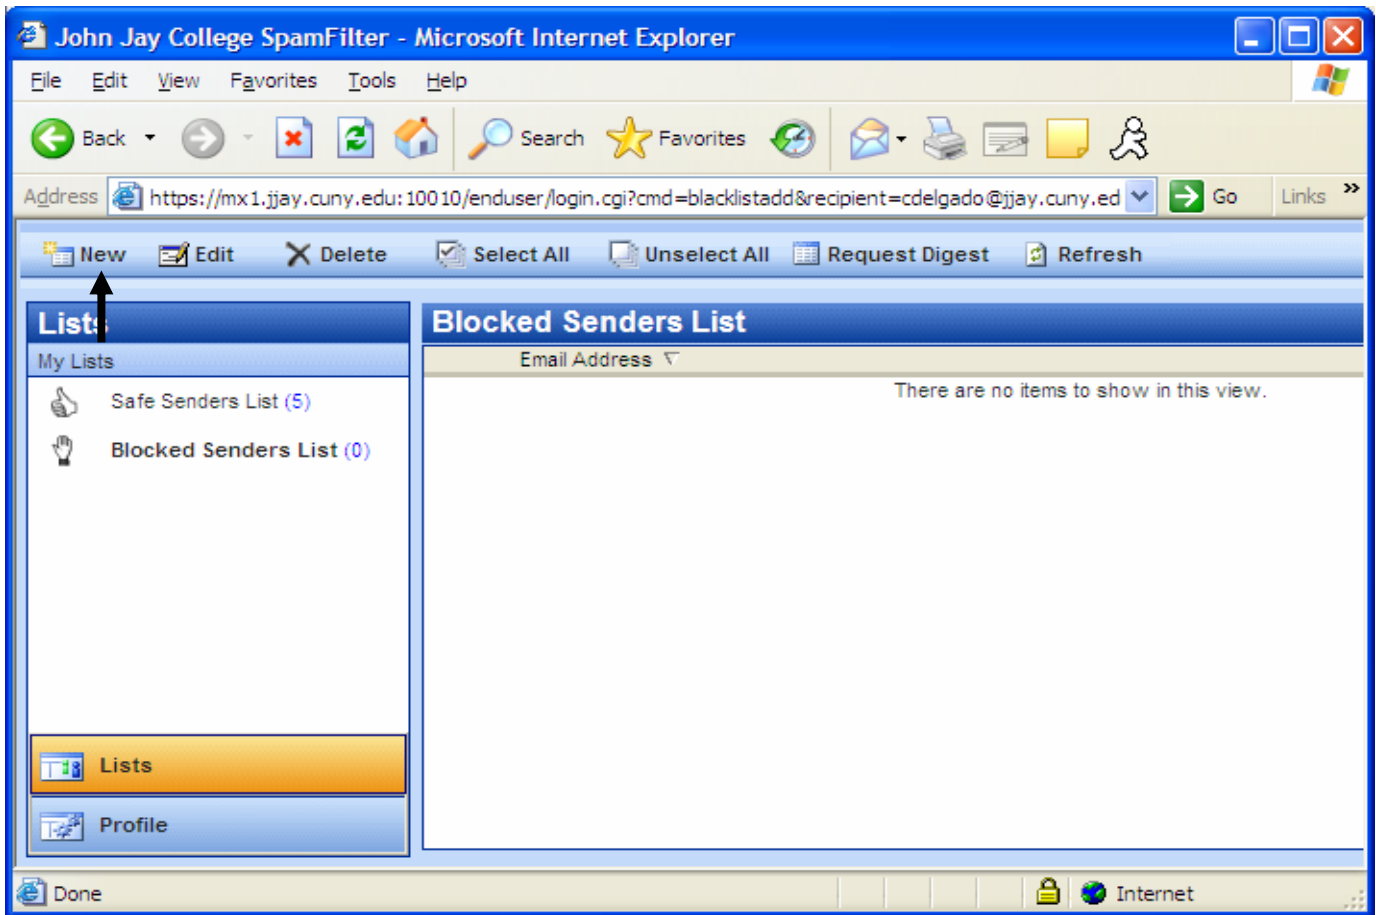 John Jay College SpamFilter - Microsoft Internet Explorer
File Edit View Favorites Tools Help
Back Search Favorites
Address https://mx1.jjay.cuny.edu:10010/enduser/login.cgi?cmd=blacklistadd&recipient=cdelgado@jjay.cuny.ed Go Links »
New Edit Delete Select All Unselect All Request Digest Refresh
Lists Blocked Senders List
My Lists Email Address
There are no items to show in this view.
Safe Senders List (5)
Blocked Senders List (0)
Lists
Profile
Done Internet